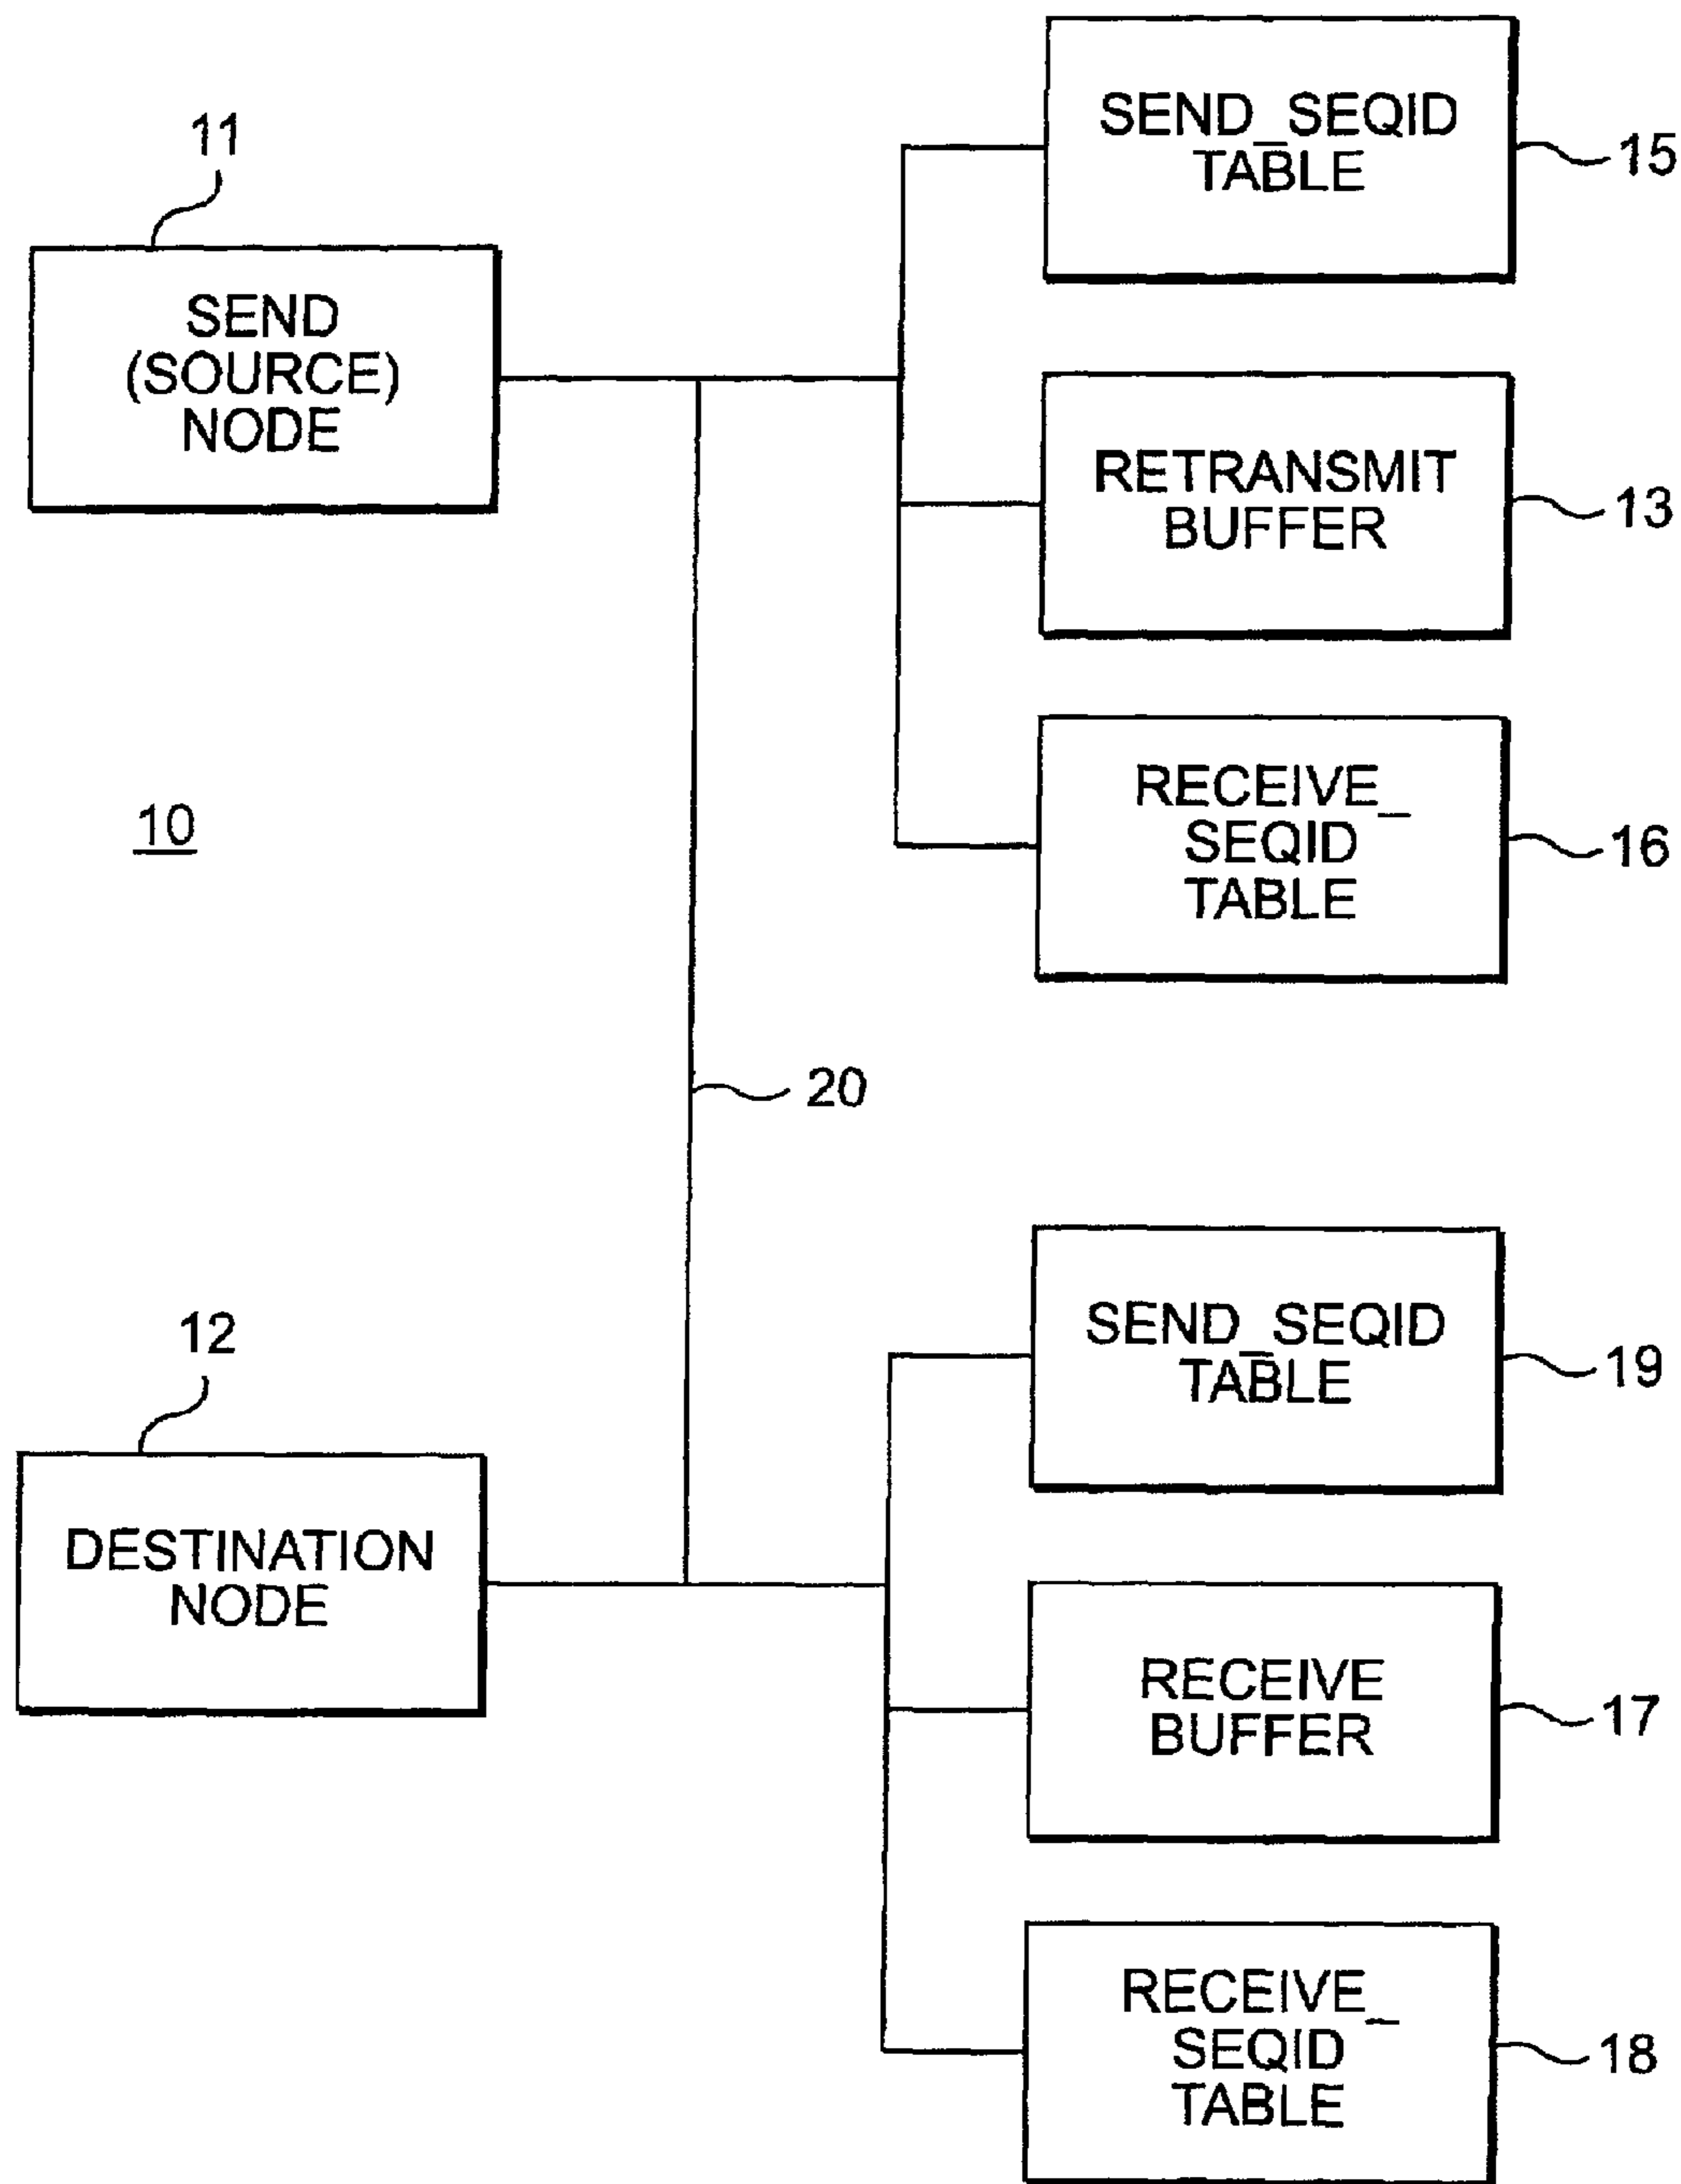 SEND_SEQID
TABLE
15
11
SEND
(SOURCE)
NODE
RETRANSMIT
BUFFER
13
RECEIVE_
SEQID
TABLE
16
10
20
SEND_SEQID
TABLE
19
12
DESTINATION
NODE
RECEIVE
BUFFER
17
RECEIVE_
SEQID
TABLE
18